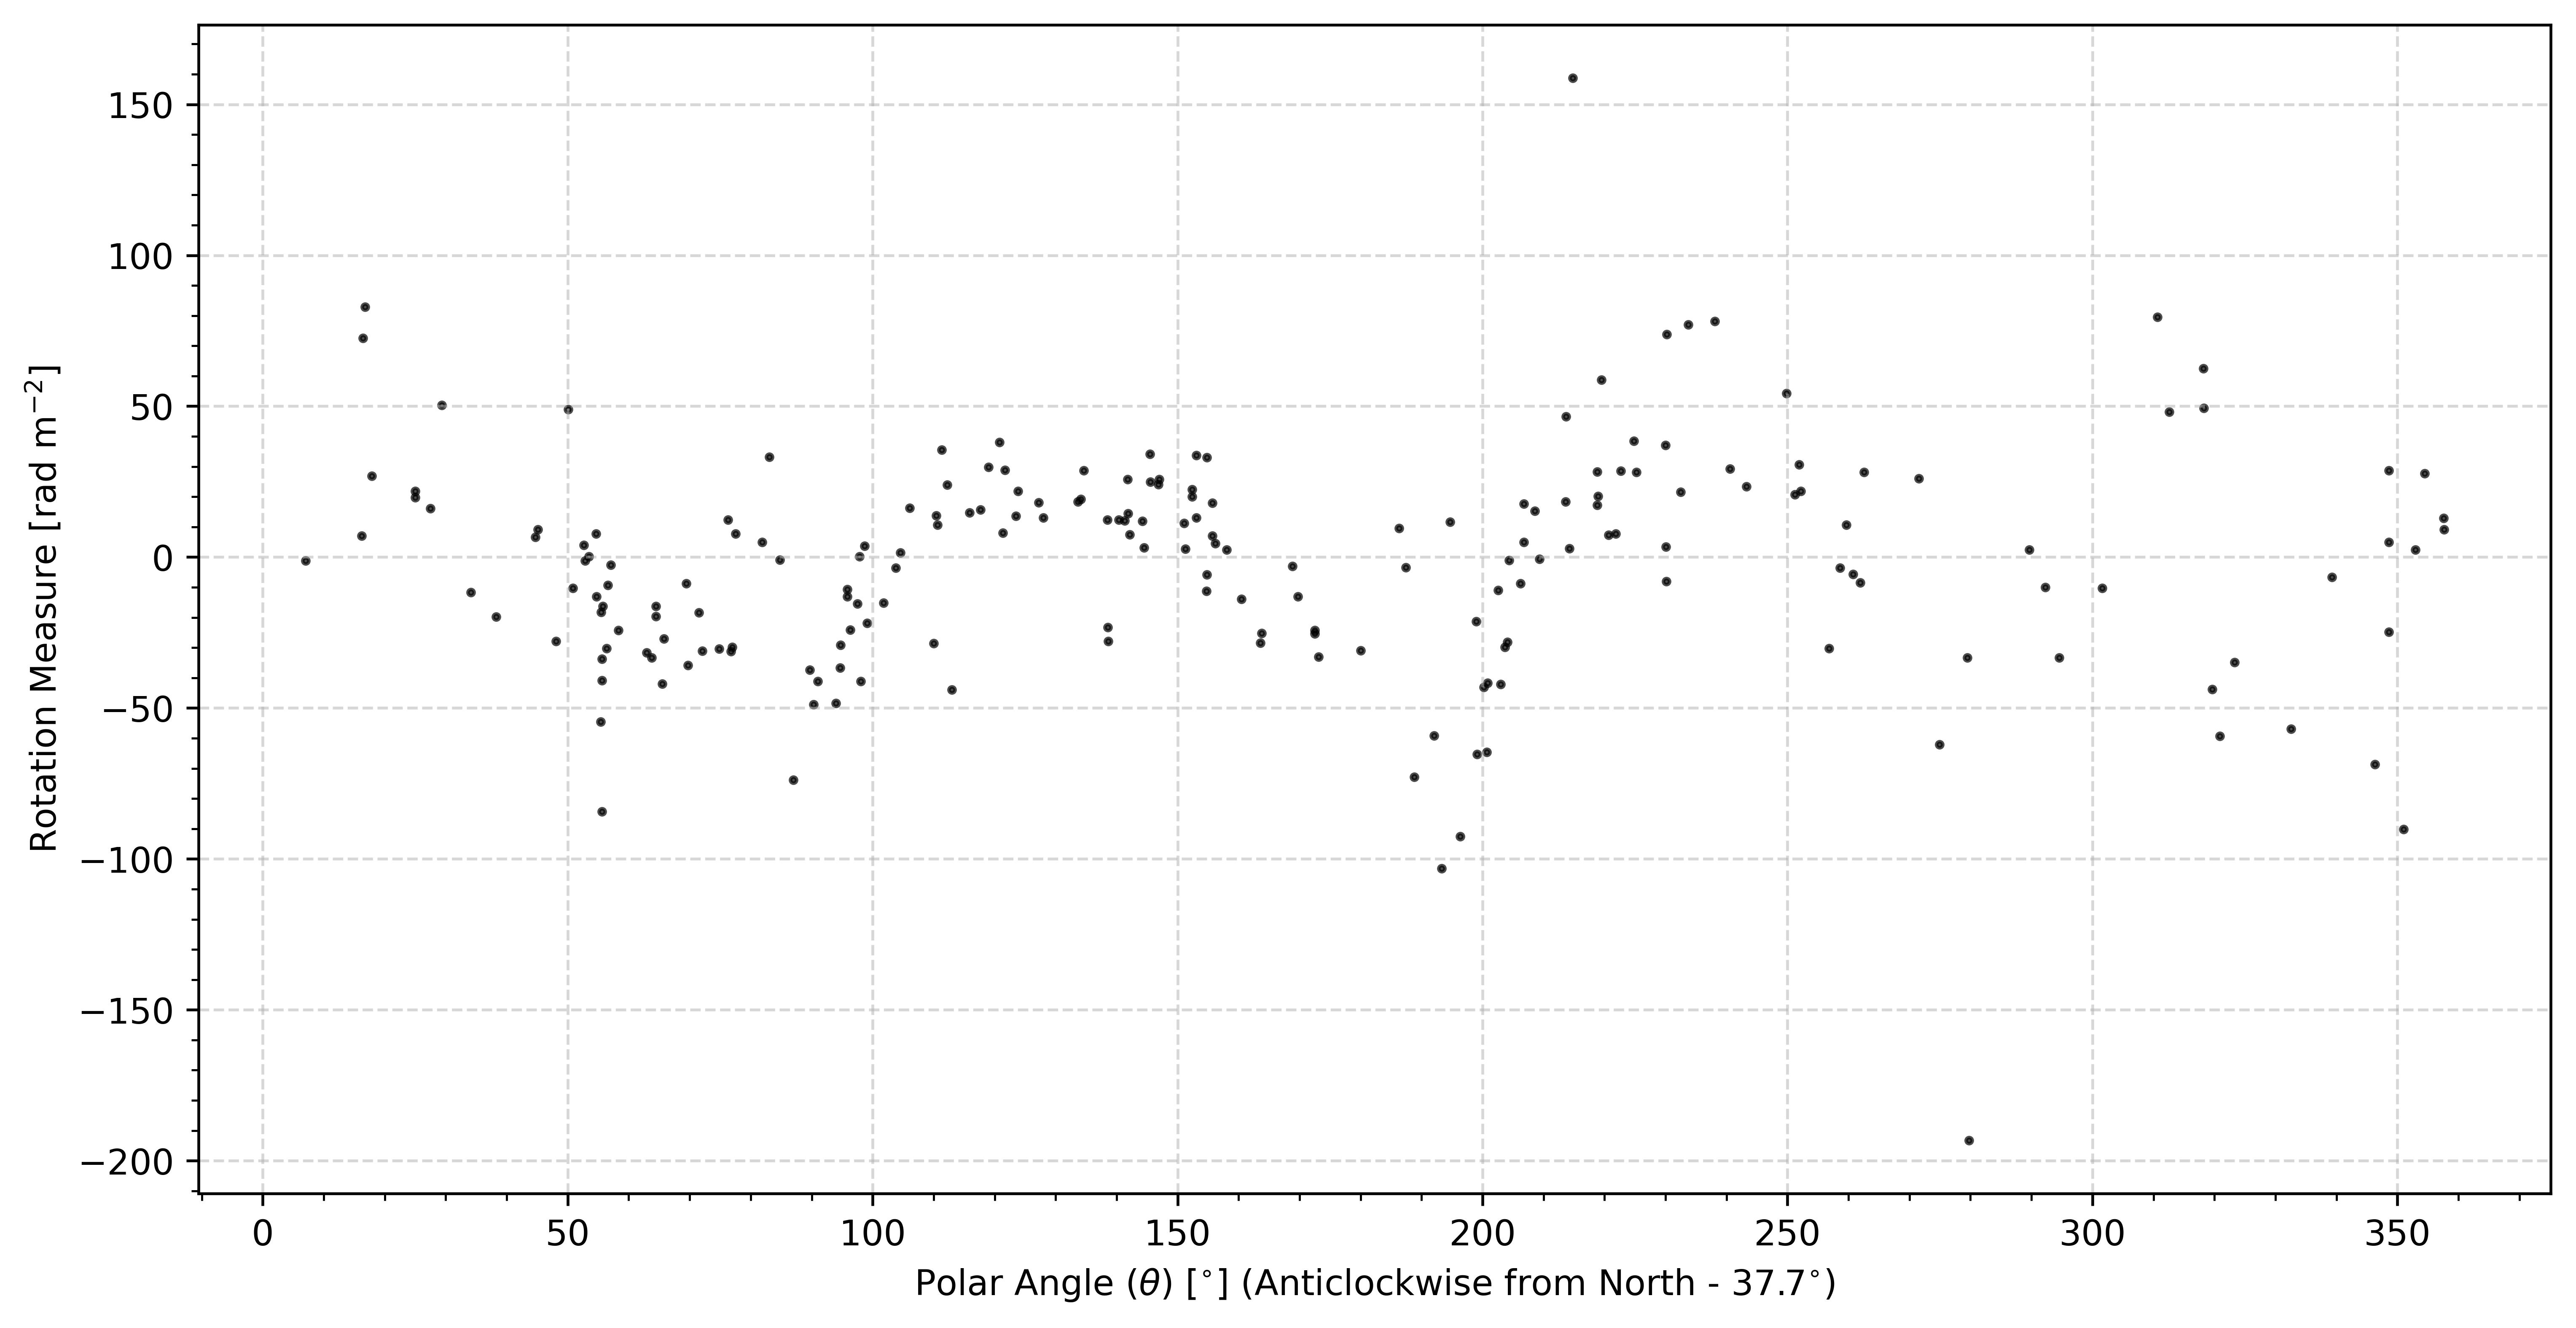 150
100
50
0
−50
−100
−150
−200
Rotation Measure [rad m⁻²]
0 50 100 150 200 250 300 350
Polar Angle (θ) [°] (Anticlockwise from North - 37.7°)